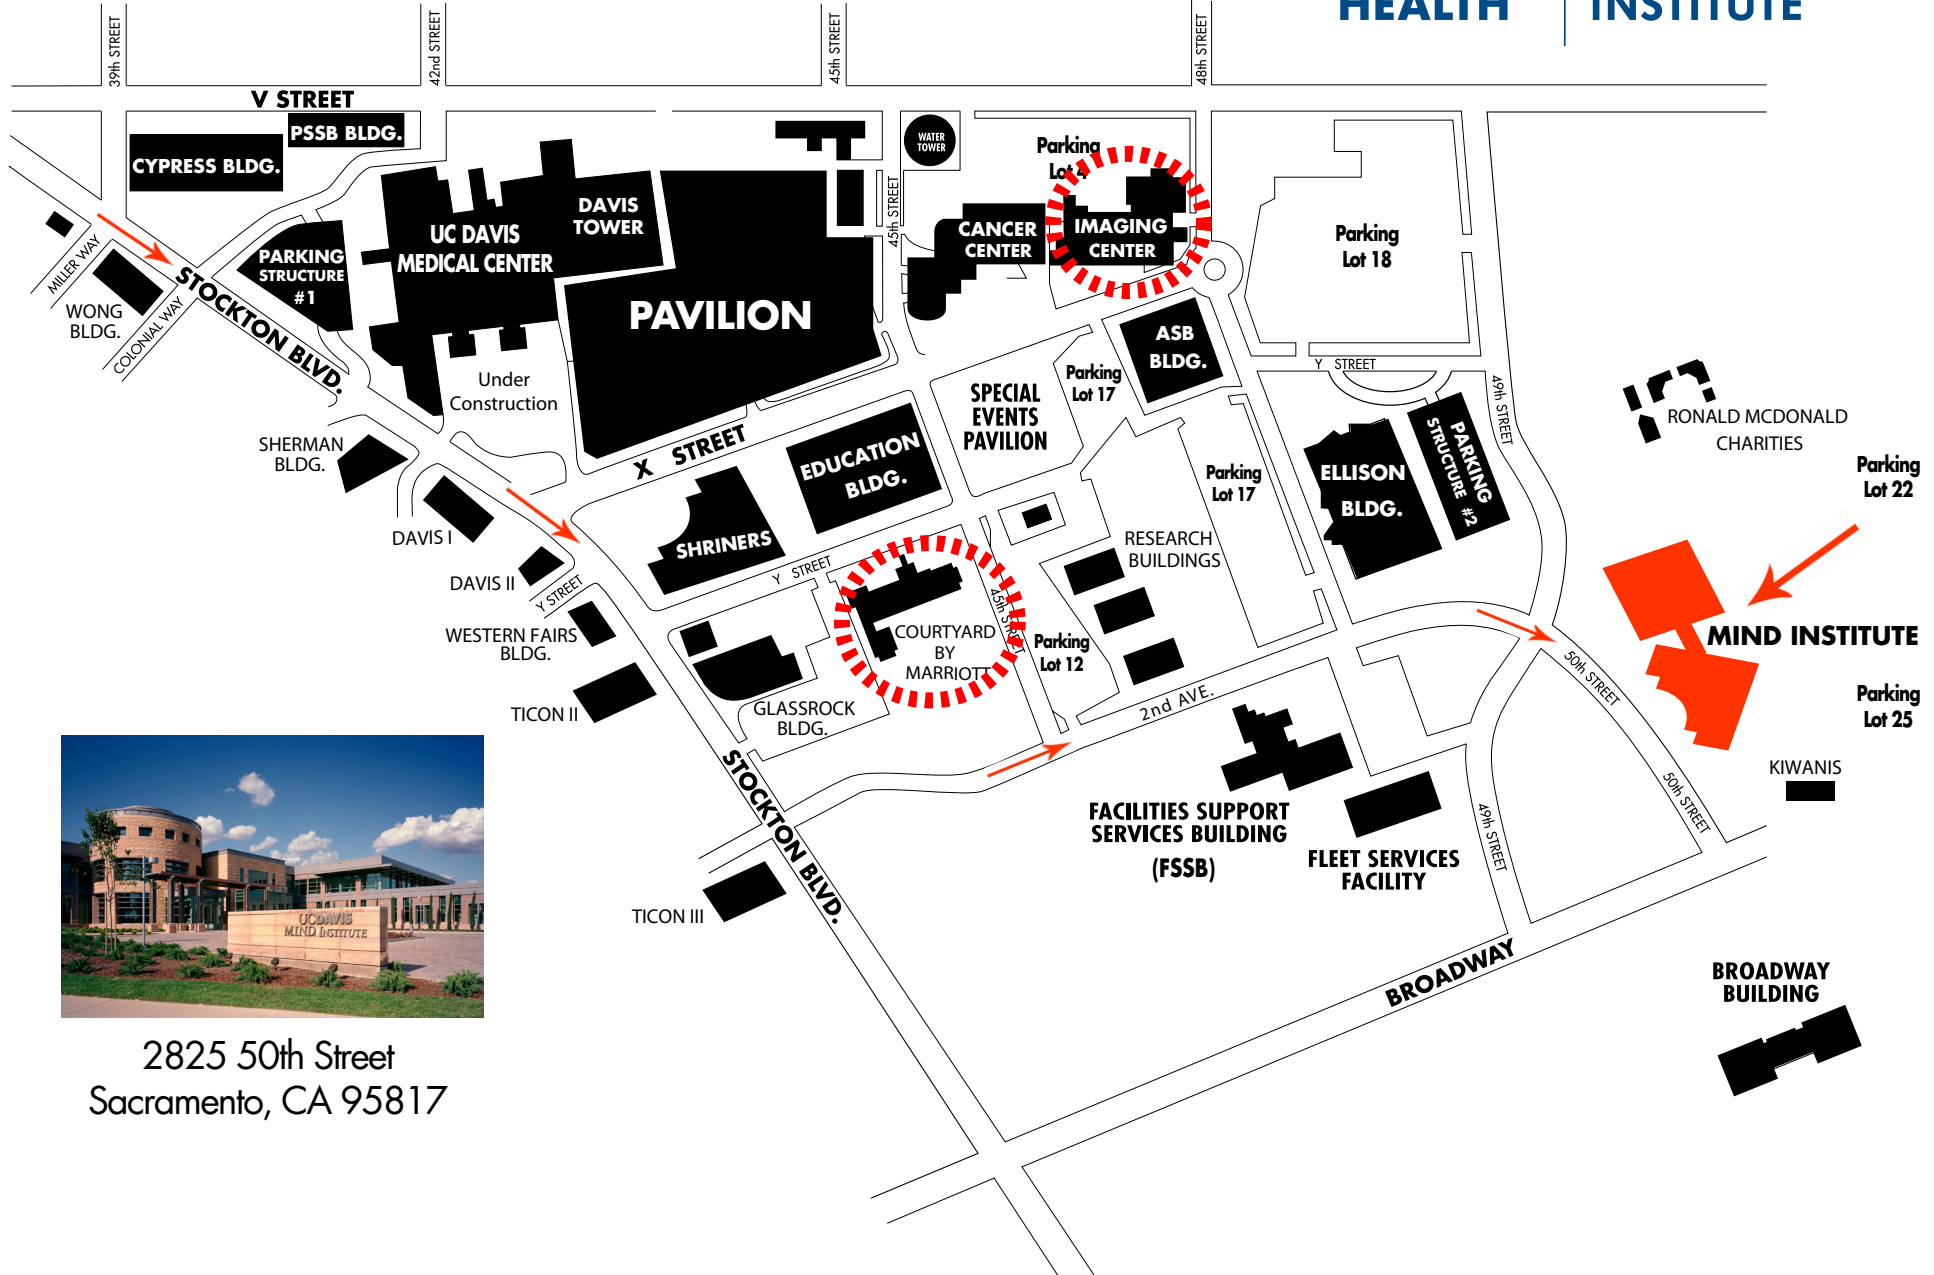 HEALTH
INSTITUTE
39th STREET
42nd STREET
45th STREET
48th STREET
V STREET
PSSB BLDG.
CYPRESS BLDG.
WATER
TOWER
Parking
Lot 4
DAVIS
TOWER
UC DAVIS
MEDICAL CENTER
45th STREET
CANCER
CENTER
IMAGING
CENTER
Parking
Lot 18
MILLER WAY
PARKING
STRUCTURE
#1
STOCKTON BLVD.
WONG
BLDG.
COLONIAL WAY
PAVILION
ASB
BLDG.
Y STREET
Under
Construction
SPECIAL
EVENTS
PAVILION
Parking
Lot 17
49th STREET
RONALD MCDONALD
CHARITIES
SHERMAN
BLDG.
X STREET
EDUCATION
BLDG.
Parking
Lot 17
ELLISON
BLDG.
PARKING
STRUCTURE #2
Parking
Lot 22
DAVIS I
SHRINERS
RESEARCH
BUILDINGS
DAVIS II
Y STREET
Y STREET
45th STREET
WESTERN FAIRS
BLDG.
COURTYARD
BY
MARRIOTT
Parking
Lot 12
MIND INSTITUTE
50th STREET
TICON II
GLASSROCK
BLDG.
2nd AVE.
Parking
Lot 25
STOCKTON BLVD.
KIWANIS
50th STREET
FACILITIES SUPPORT
SERVICES BUILDING
(FSSB)
49th STREET
FLEET SERVICES
FACILITY
TICON III
UCDAVIS
MIND INSTITUTE
BROADWAY
BROADWAY
BUILDING
2825 50th Street
Sacramento, CA 95817